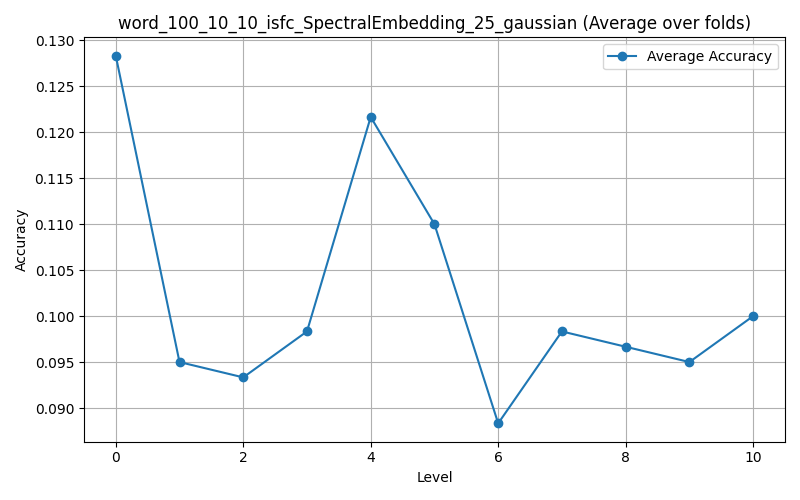 word_100_10_10_isfc_SpectralEmbedding_25_gaussian (Average over folds)
Average Accuracy
0.130
0.125
0.120
0.115
0.110
0.105
0.100
0.095
0.090
Accuracy
0 2 4 6 8 10
Level